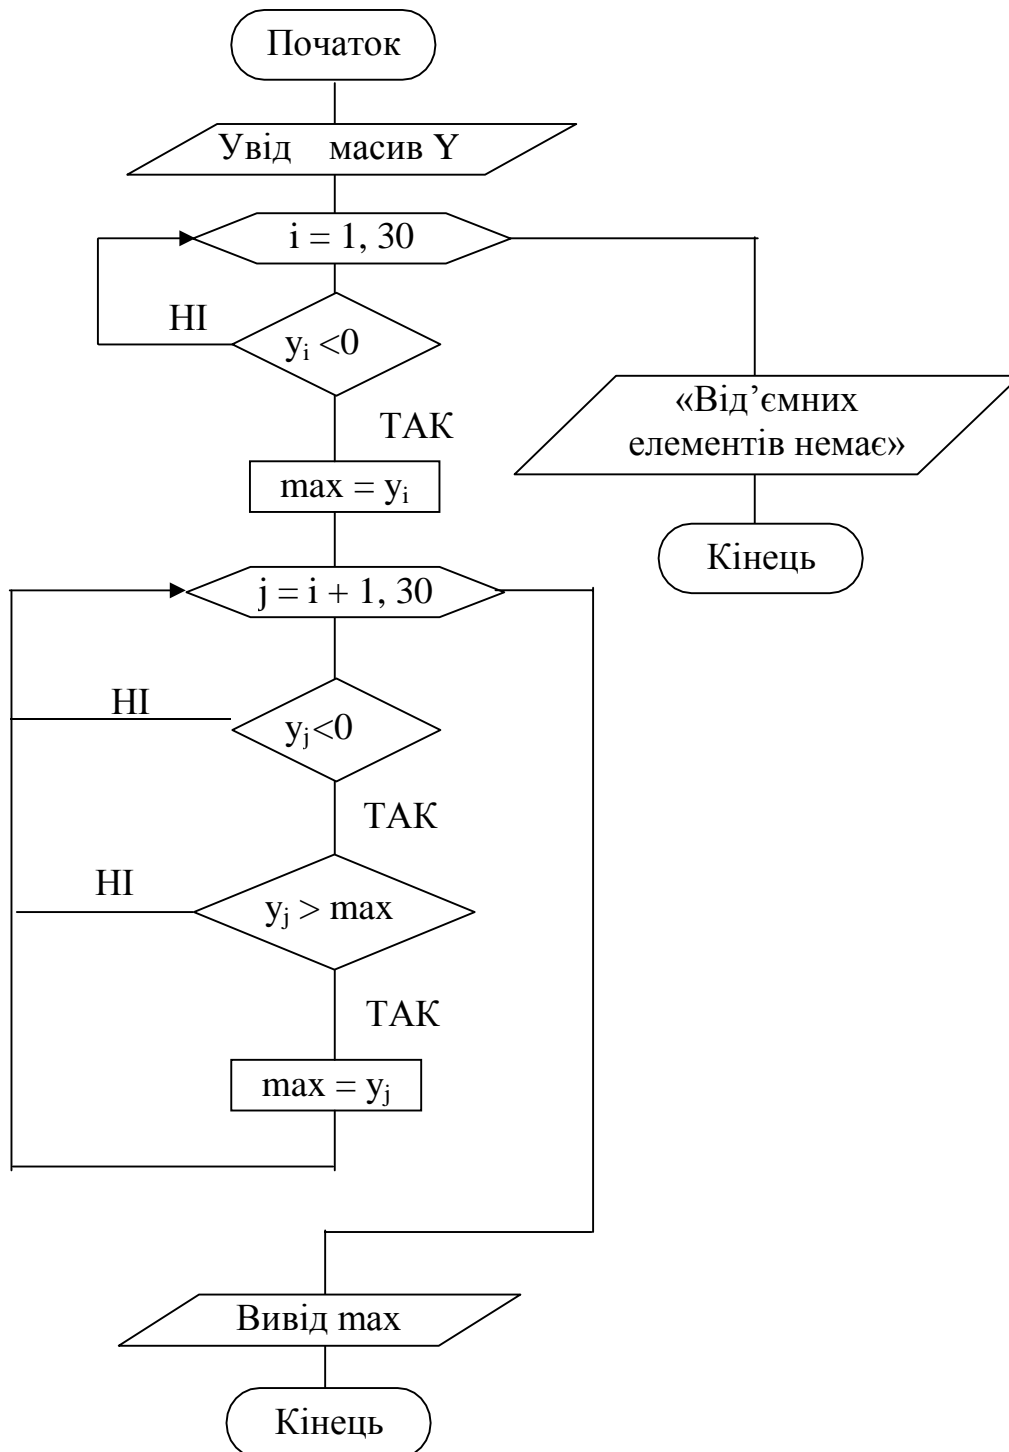 Початок
Увід масив Y
i = 1, 30
НІ
yᵢ <0
ТАК
«Від’ємних
елементів немає»
max = yᵢ
Кінець
j = i + 1, 30
НІ
yⱼ<0
ТАК
НІ
yⱼ > max
ТАК
max = yⱼ
Вивід max
Кінець